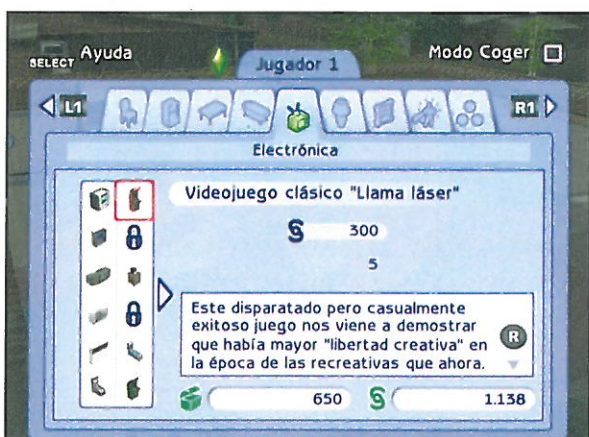 SELECT Ayuda
Modo Coger
Jugador 1
L1
R1
Electrónica
Videojuego clásico "Llama láser"
300
5
Este disparatado pero casualmente
exitoso juego nos viene a demostrar
que había mayor "libertad creativa" en
la época de las recreativas que ahora.
R
650
1.138